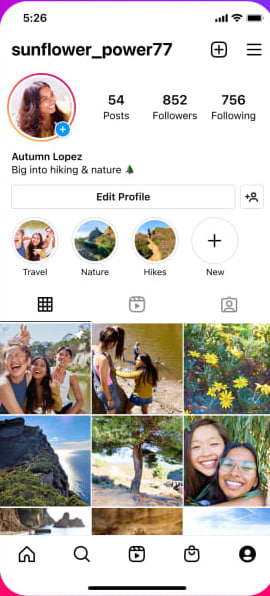 5:26
sunflower_power77
54 852 756
Posts Followers Following
Autumn Lopez
Big into hiking & nature 🌲
Edit Profile
Travel Nature Hikes New